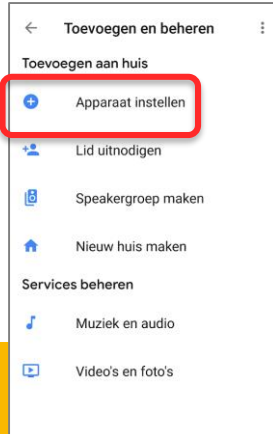 Toevoegen en beheren
Toevoegen aan huis
Apparaat instellen
Lid uitnodigen
Speakergroep maken
Nieuw huis maken
Services beheren
Muziek en audio
Video's en foto's